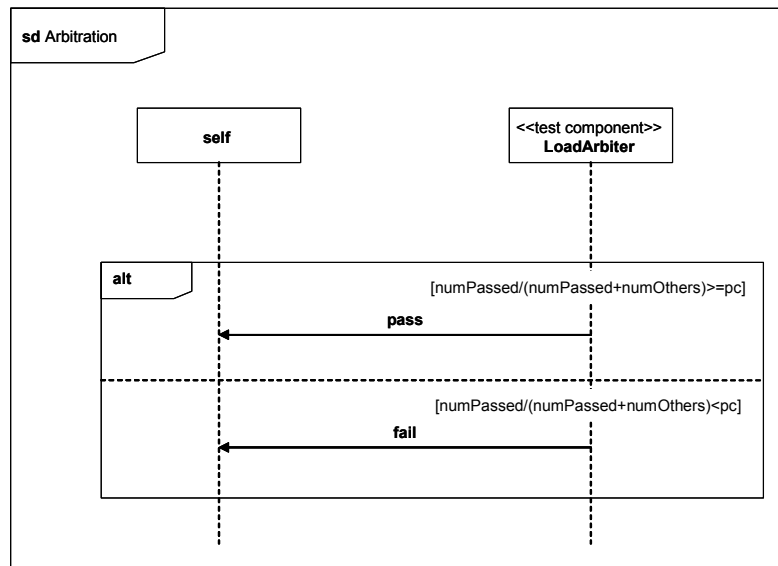 sd Arbitration
self
<<test component>>
LoadArbiter
alt
[numPassed/(numPassed+numOthers)>=pc]
pass
[numPassed/(numPassed+numOthers)<pc]
fail